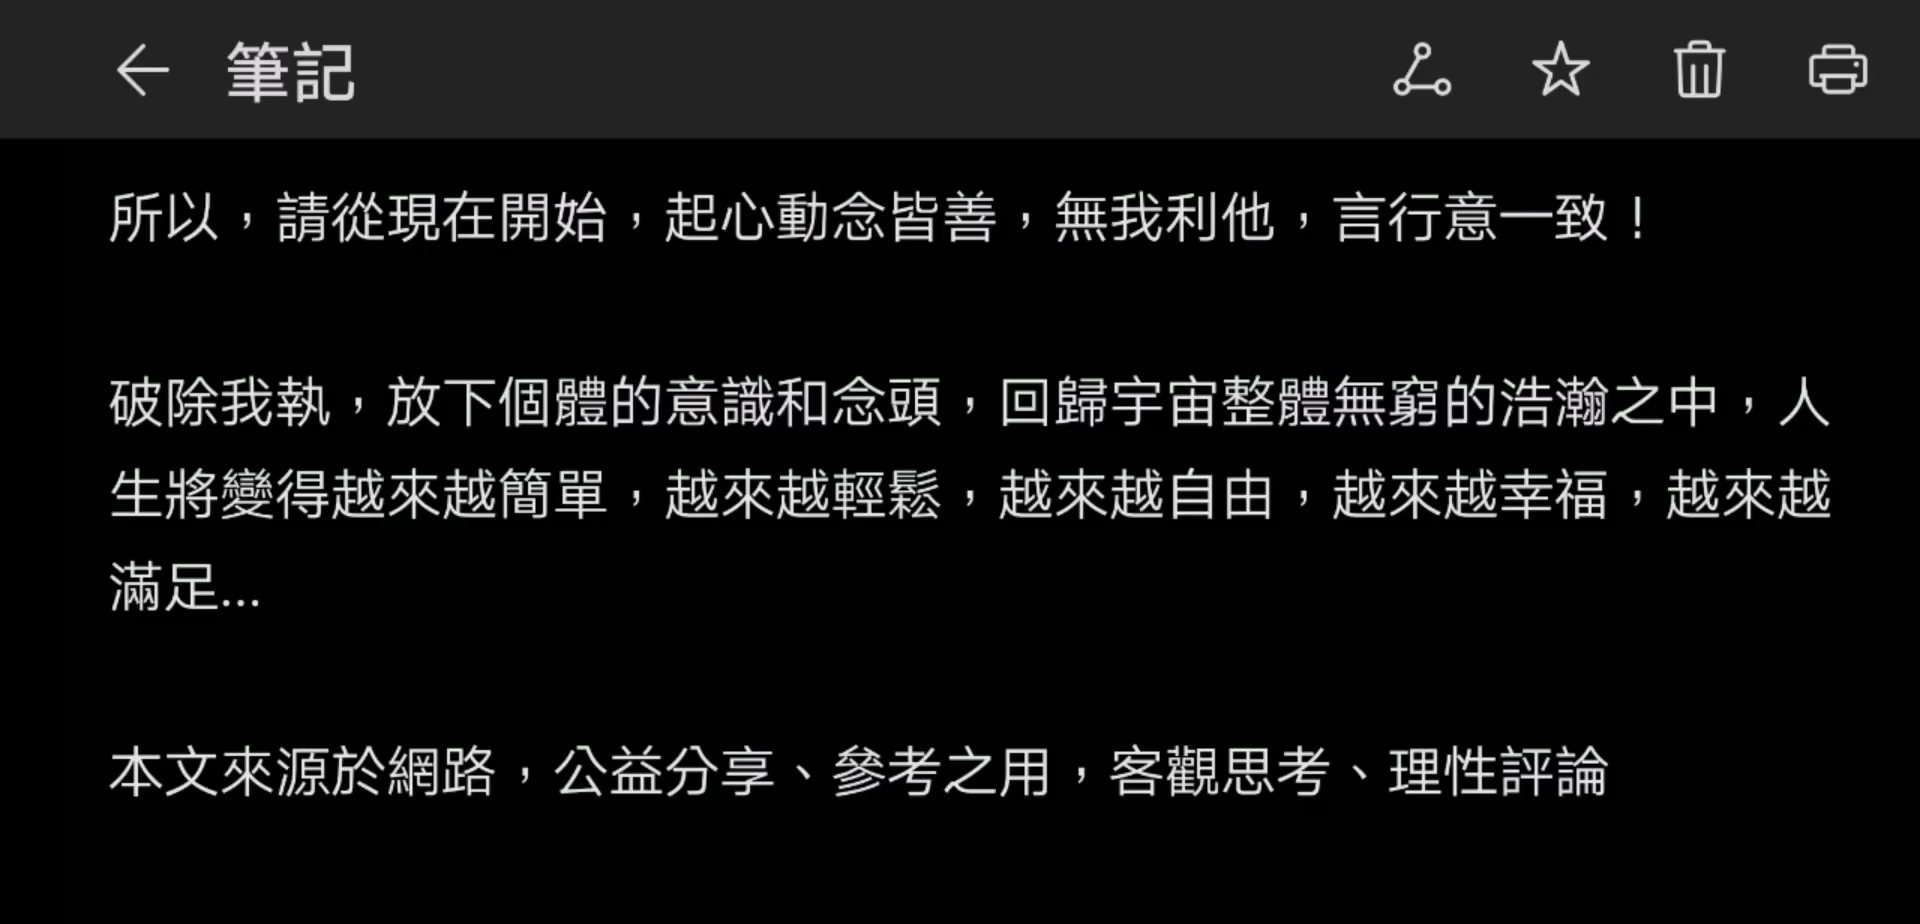 筆記
所以，請從現在開始，起心動念皆善，無我利他，言行意一致！
破除我執，放下個體的意識和念頭，回歸宇宙整體無窮的浩瀚之中，人
生將變得越來越簡單，越來越輕鬆，越來越自由，越來越幸福，越來越
滿足...
本文來源於網路，公益分享、參考之用，客觀思考、理性評論